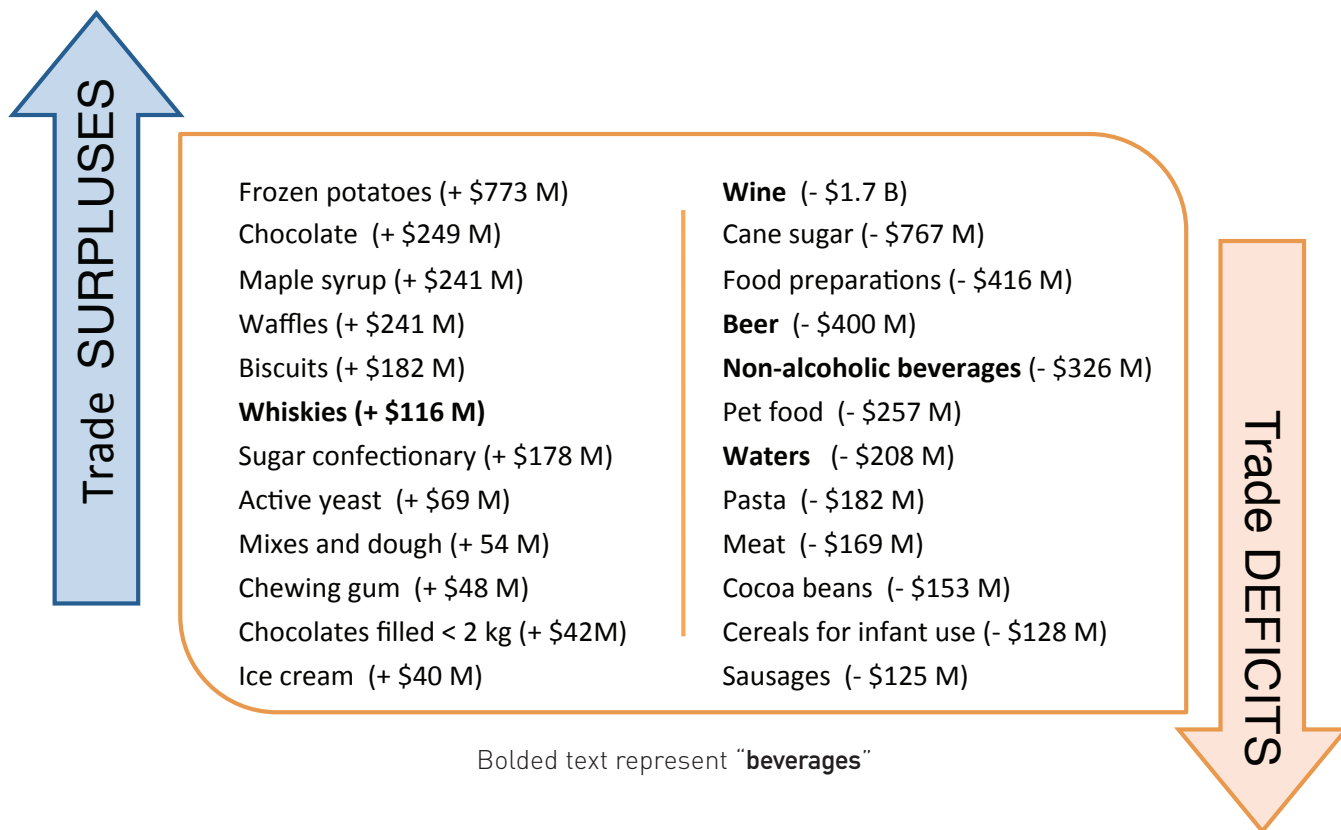 Trade SURPLUSES
Frozen potatoes (+ $773 M)
Chocolate (+ $249 M)
Maple syrup (+ $241 M)
Waffles (+ $241 M)
Biscuits (+ $182 M)
Whiskies (+ $116 M)
Sugar confectionary (+ $178 M)
Active yeast (+ $69 M)
Mixes and dough (+ 54 M)
Chewing gum (+ $48 M)
Chocolates filled < 2 kg (+ $42M)
Ice cream (+ $40 M)
Wine (- $1.7 B)
Cane sugar (- $767 M)
Food preparations (- $416 M)
Beer (- $400 M)
Non-alcoholic beverages (- $326 M)
Pet food (- $257 M)
Waters (- $208 M)
Pasta (- $182 M)
Meat (- $169 M)
Cocoa beans (- $153 M)
Cereals for infant use (- $128 M)
Sausages (- $125 M)
Trade DEFICITS
Bolded text represent “beverages”